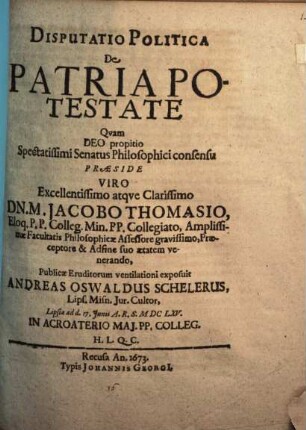 DISPUTATIO POLITICA
De
PATRIA PO-
TESTATE
Qvam
DEO propitio
Spectatissimi Senatus Philosophici consensu
PRÆSIDE
VIRO
Excellentissimo atqve Clarissimo
DN. M. JACOBO THOMASIO,
Eloq. P. P. Colleg. Min. PP. Collegiato, Amplissi-
mæ Facultatis Philosophicæ Assessore gravissimo, Præ-
ceptore & Adfine suo ætatem ve-
nerando,
Publicæ Eruditorum ventilationi exposuit
ANDREAS OSWALDUS SCHELERUS,
Lips. Misn. Jur. Cultor,
Lipsiæ ad d. 17. Junii A. R. S. M DC LXV.
IN ACROATERIO MAJ. PP. COLLEG.
H. L. Q. C.
Recusa An. 1673.
Typis JOHANNIS GEORGI.